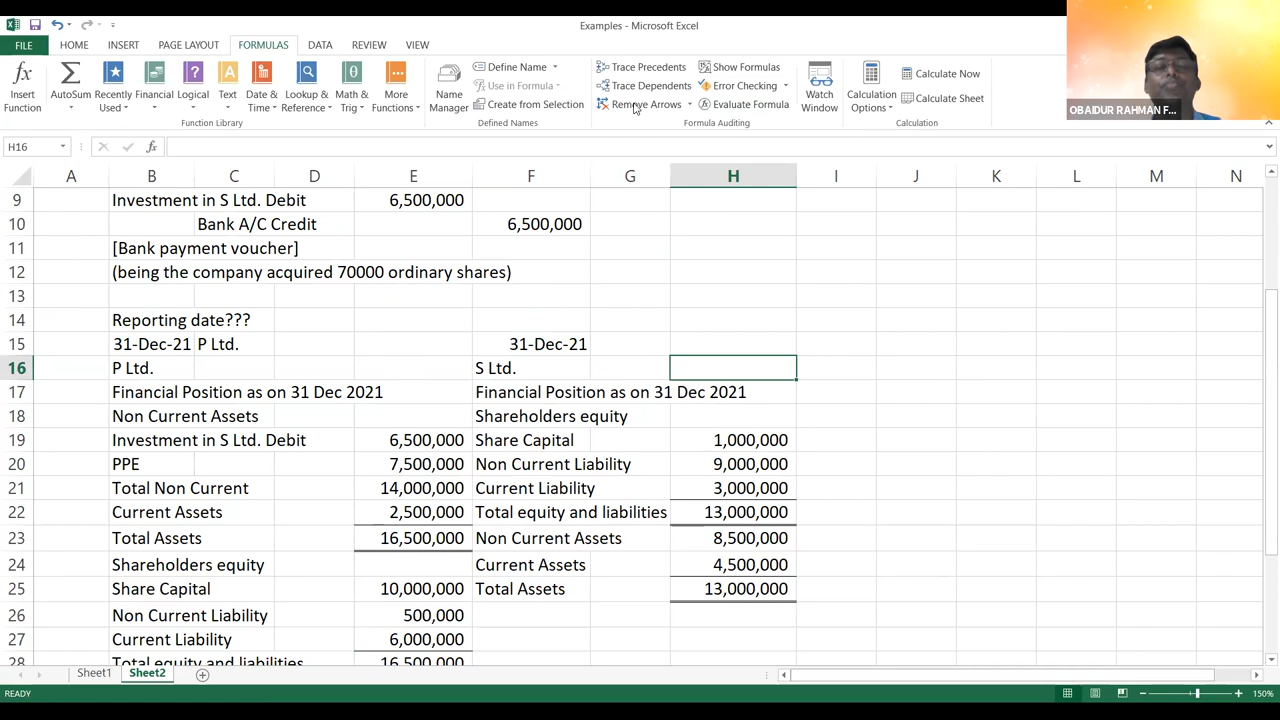 Examples - Microsoft Excel
FILE HOME INSERT PAGE LAYOUT FORMULAS DATA REVIEW VIEW
Insert Function
AutoSum
Recently Used
Financial
Logical
Text
Date & Time
Lookup & Reference
Math & Trig
More Functions
Function Library
Name Manager
Define Name
Use in Formula
Create from Selection
Defined Names
Trace Precedents
Trace Dependents
Remove Arrows
Show Formulas
Error Checking
Evaluate Formula
Formula Auditing
Watch Window
Calculation Options
Calculate Now
Calculate Sheet
Calculation
OBAIDUR RAHMAN F...
H16 fx
A B C D E F G H I J K L M N
9 Investment in S Ltd. Debit 6,500,000
10 Bank A/C Credit 6,500,000
11 [Bank payment voucher]
12 (being the company acquired 70000 ordinary shares)
13
14 Reporting date???
15 31-Dec-21 P Ltd. 31-Dec-21
16 P Ltd. S Ltd.
17 Financial Position as on 31 Dec 2021 Financial Position as on 31 Dec 2021
18 Non Current Assets Shareholders equity
19 Investment in S Ltd. Debit 6,500,000 Share Capital 1,000,000
20 PPE 7,500,000 Non Current Liability 9,000,000
21 Total Non Current 14,000,000 Current Liability 3,000,000
22 Current Assets 2,500,000 Total equity and liabilities 13,000,000
23 Total Assets 16,500,000 Non Current Assets 8,500,000
24 Shareholders equity Current Assets 4,500,000
25 Share Capital 10,000,000 Total Assets 13,000,000
26 Non Current Liability 500,000
27 Current Liability 6,000,000
28 Total equity and liabilities 16,500,000
Sheet1 Sheet2
READY 150%